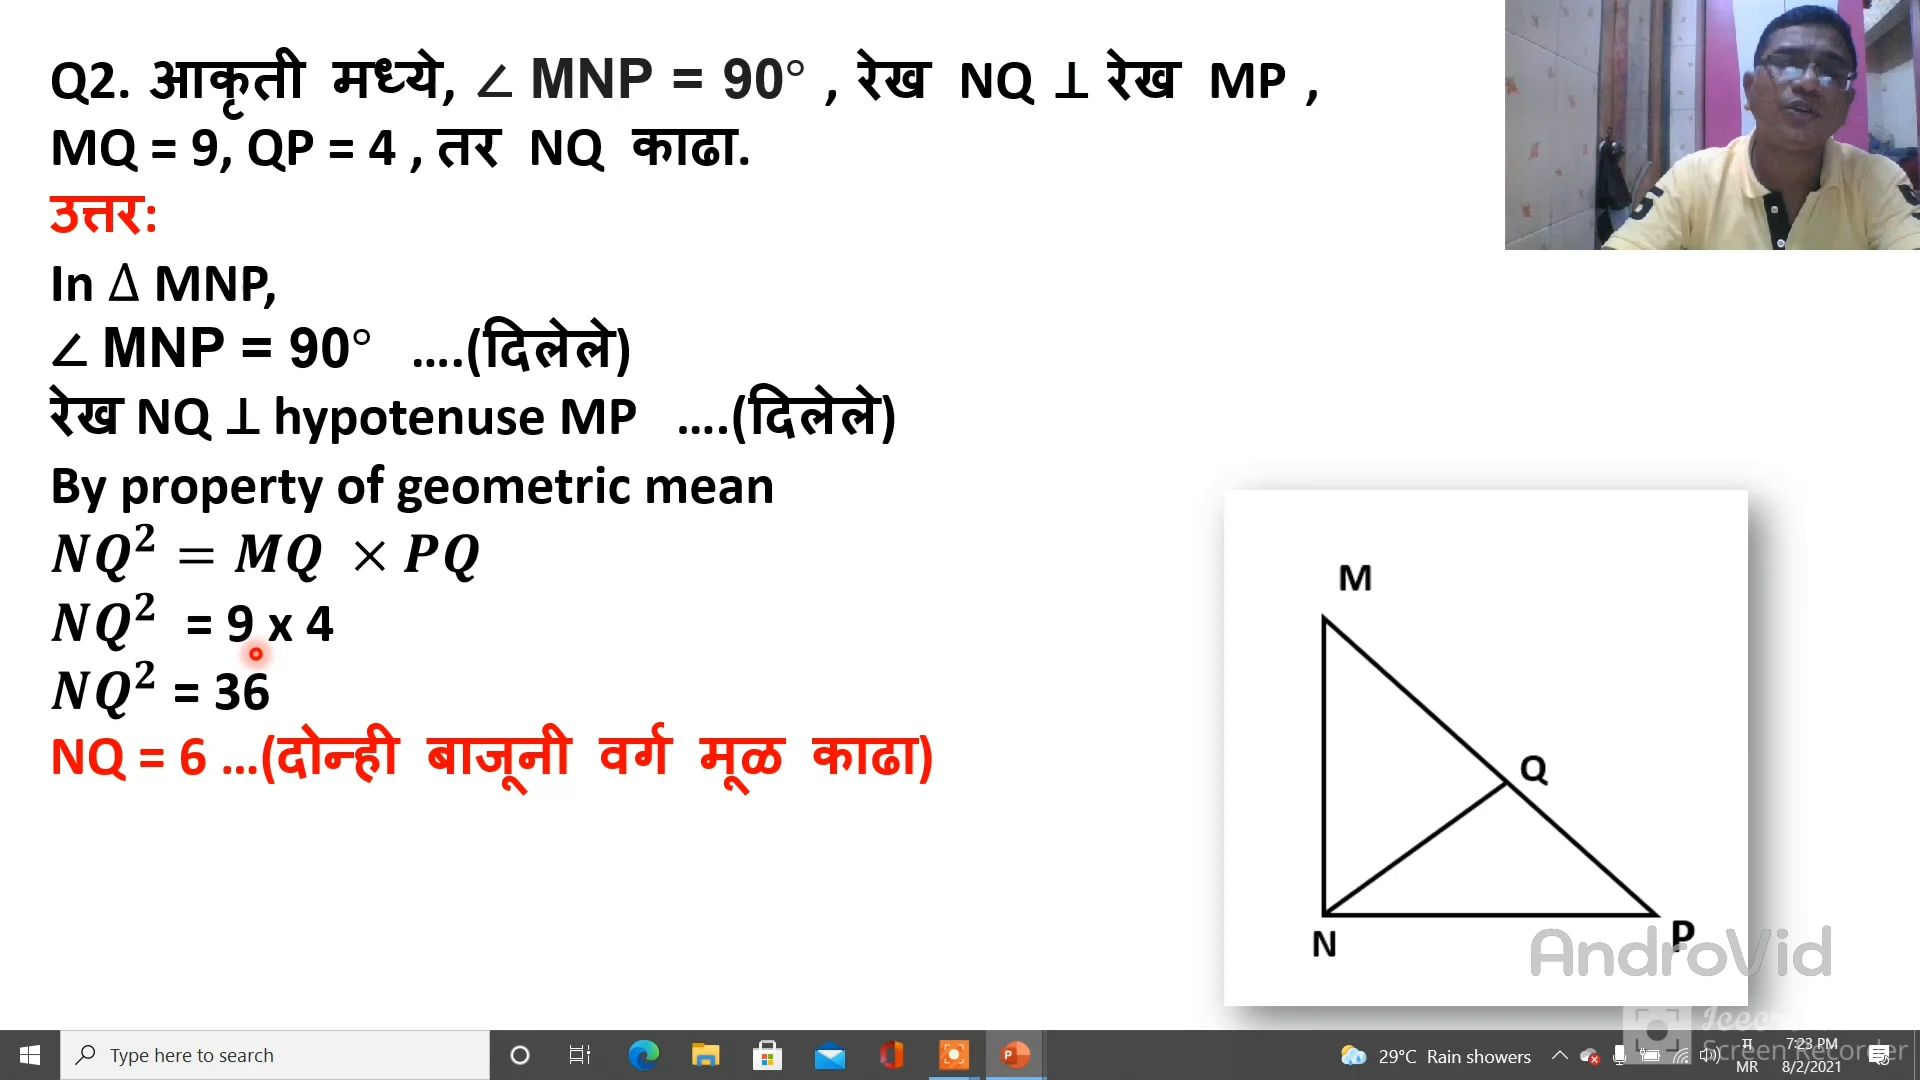 Q2. आकृती मध्ये, ∠ MNP = 90° , रेख NQ ⊥ रेख MP ,
MQ = 9, QP = 4 , तर NQ काढा.
उत्तर:
In Δ MNP,
∠ MNP = 90° ....(दिलेले)
रेख NQ ⊥ hypotenuse MP ....(दिलेले)
By property of geometric mean
NQ² = MQ × PQ
NQ² = 9 x 4
NQ² = 36
NQ = 6 ...(दोन्ही बाजूनी वर्ग मूळ काढा)
M
Q
N
P
AndroVid
Screen Recorder
Type here to search
29°C Rain showers
7:23 PM
MR
8/2/2021